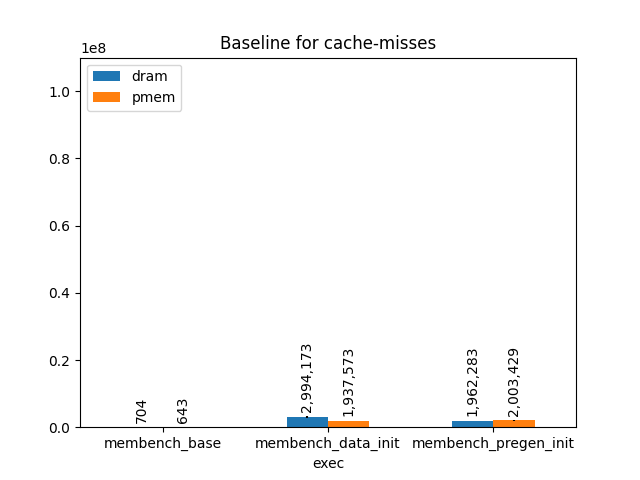 Baseline for cache-misses
1e8
dram
pmem
1.0
0.8
0.6
0.4
0.2
0.0
704
643
2,994,173
1,937,573
1,962,283
2,003,429
membench_base
membench_data_init
membench_pregen_init
exec